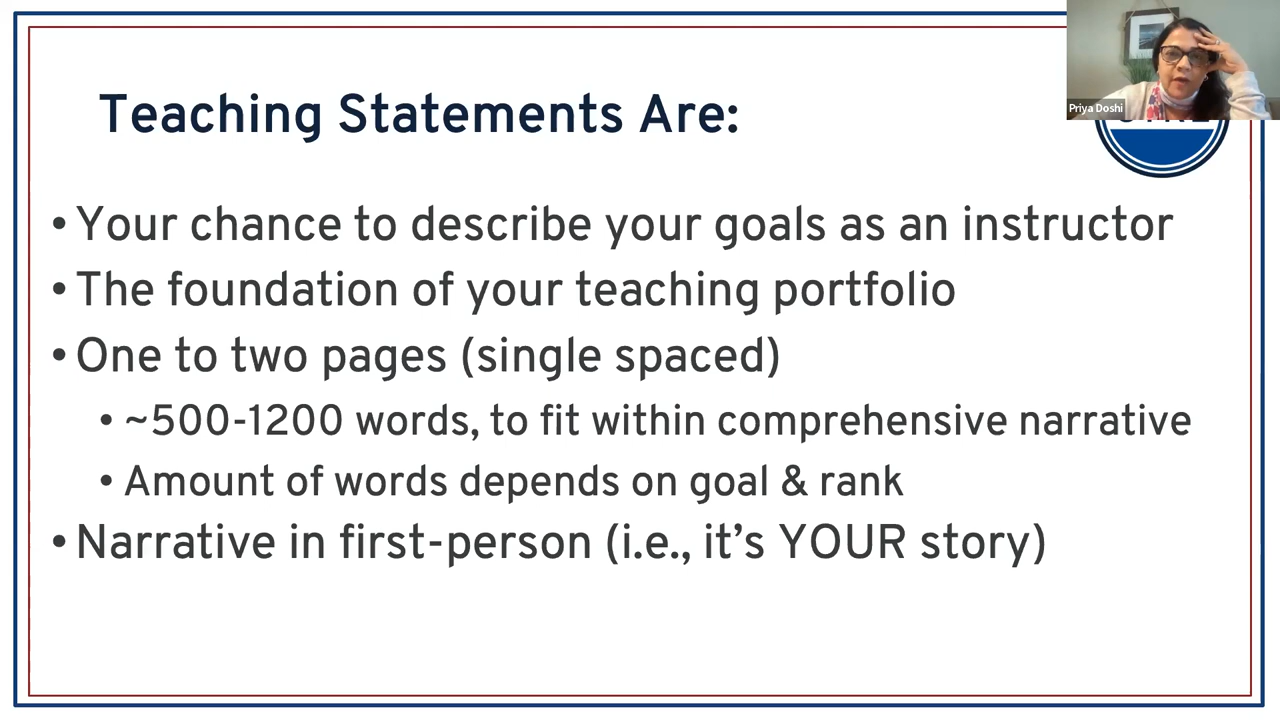 Priya Doshi
Teaching Statements Are:
• Your chance to describe your goals as an instructor
• The foundation of your teaching portfolio
• One to two pages (single spaced)
• ~500-1200 words, to fit within comprehensive narrative
• Amount of words depends on goal & rank
• Narrative in first-person (i.e., it's YOUR story)